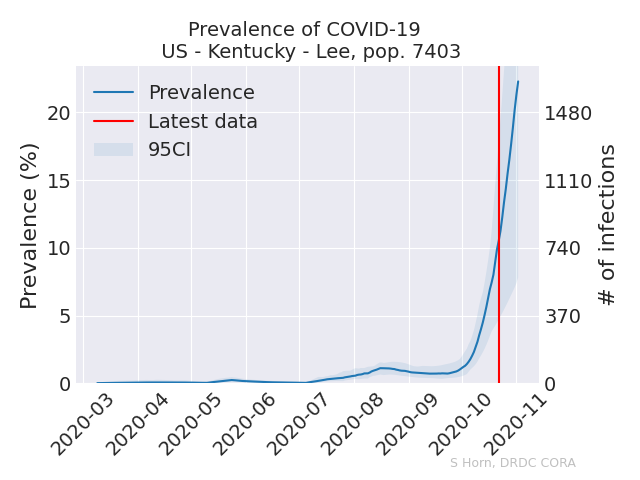 Prevalence of COVID-19
US - Kentucky - Lee, pop. 7403
Prevalence
Latest data
95CI
Prevalence (%)
20
15
10
5
0
1480
1110
740
370
0
# of infections
2020-03
2020-04
2020-05
2020-06
2020-07
2020-08
2020-09
2020-10
2020-11
S Horn, DRDC CORA